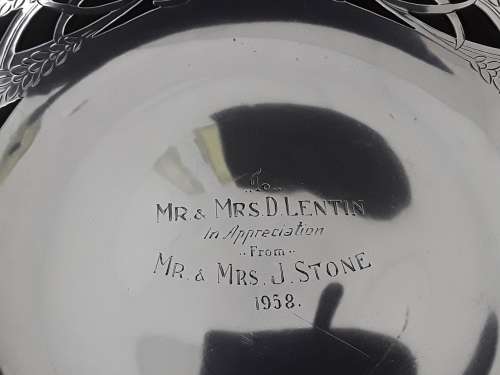 To
MR. & MRS. D. LENTIN
In Appreciation
.. From ..
MR. & MRS. J. STONE
1958.